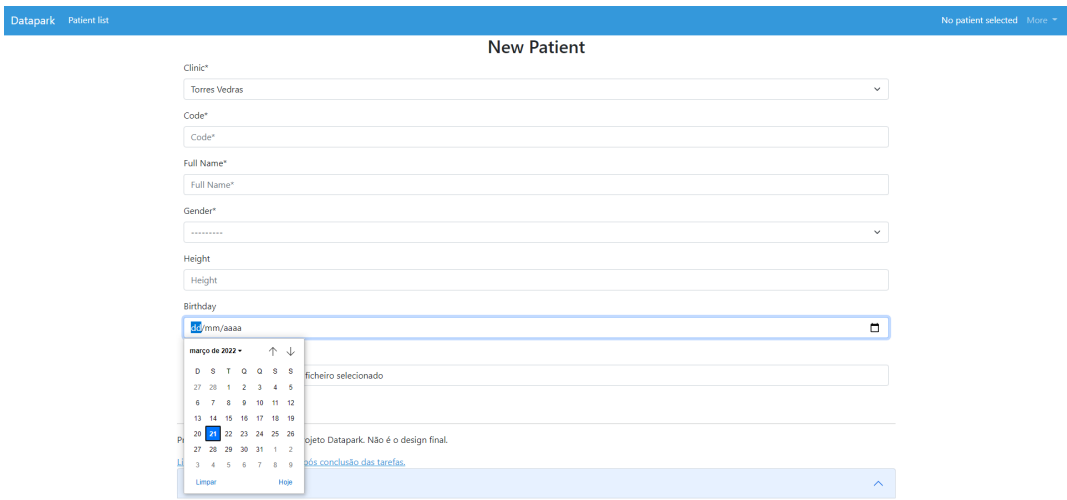 Datapark Patient list No patient selected More
New Patient
Clinic*
Torres Vedras
Code*
Code*
Full Name*
Full Name*
Gender*
---------
Height
Height
Birthday
dd/mm/aaaa
março de 2022
D S T Q Q S S
27 28 1 2 3 4 5
ficheiro selecionado
6 7 8 9 10 11 12
13 14 15 16 17 18 19
20 21 22 23 24 25 26
ojeto Datapark. Não é o design final.
27 28 29 30 31 1 2
ós conclusão das tarefas.
3 4 5 6 7 8 9
Limpar Hoje